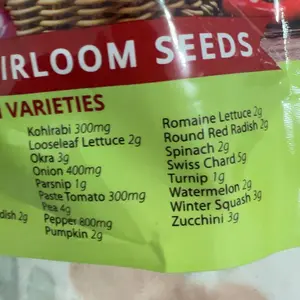 IRLOOM SEEDS
VARIETIES
Kohlrabi 300mg
Looseleaf Lettuce 2g
Okra 3g
Onion 400mg
Parsnip 1g
Paste Tomato 300mg
Pea 4g
Pepper 800mg
Pumpkin 2g
dish 2g
Romaine Lettuce 2g
Round Red Radish 2g
Spinach 2g
Swiss Chard 5g
Turnip 1g
Watermelon 2g
Winter Squash 3g
Zucchini 3g